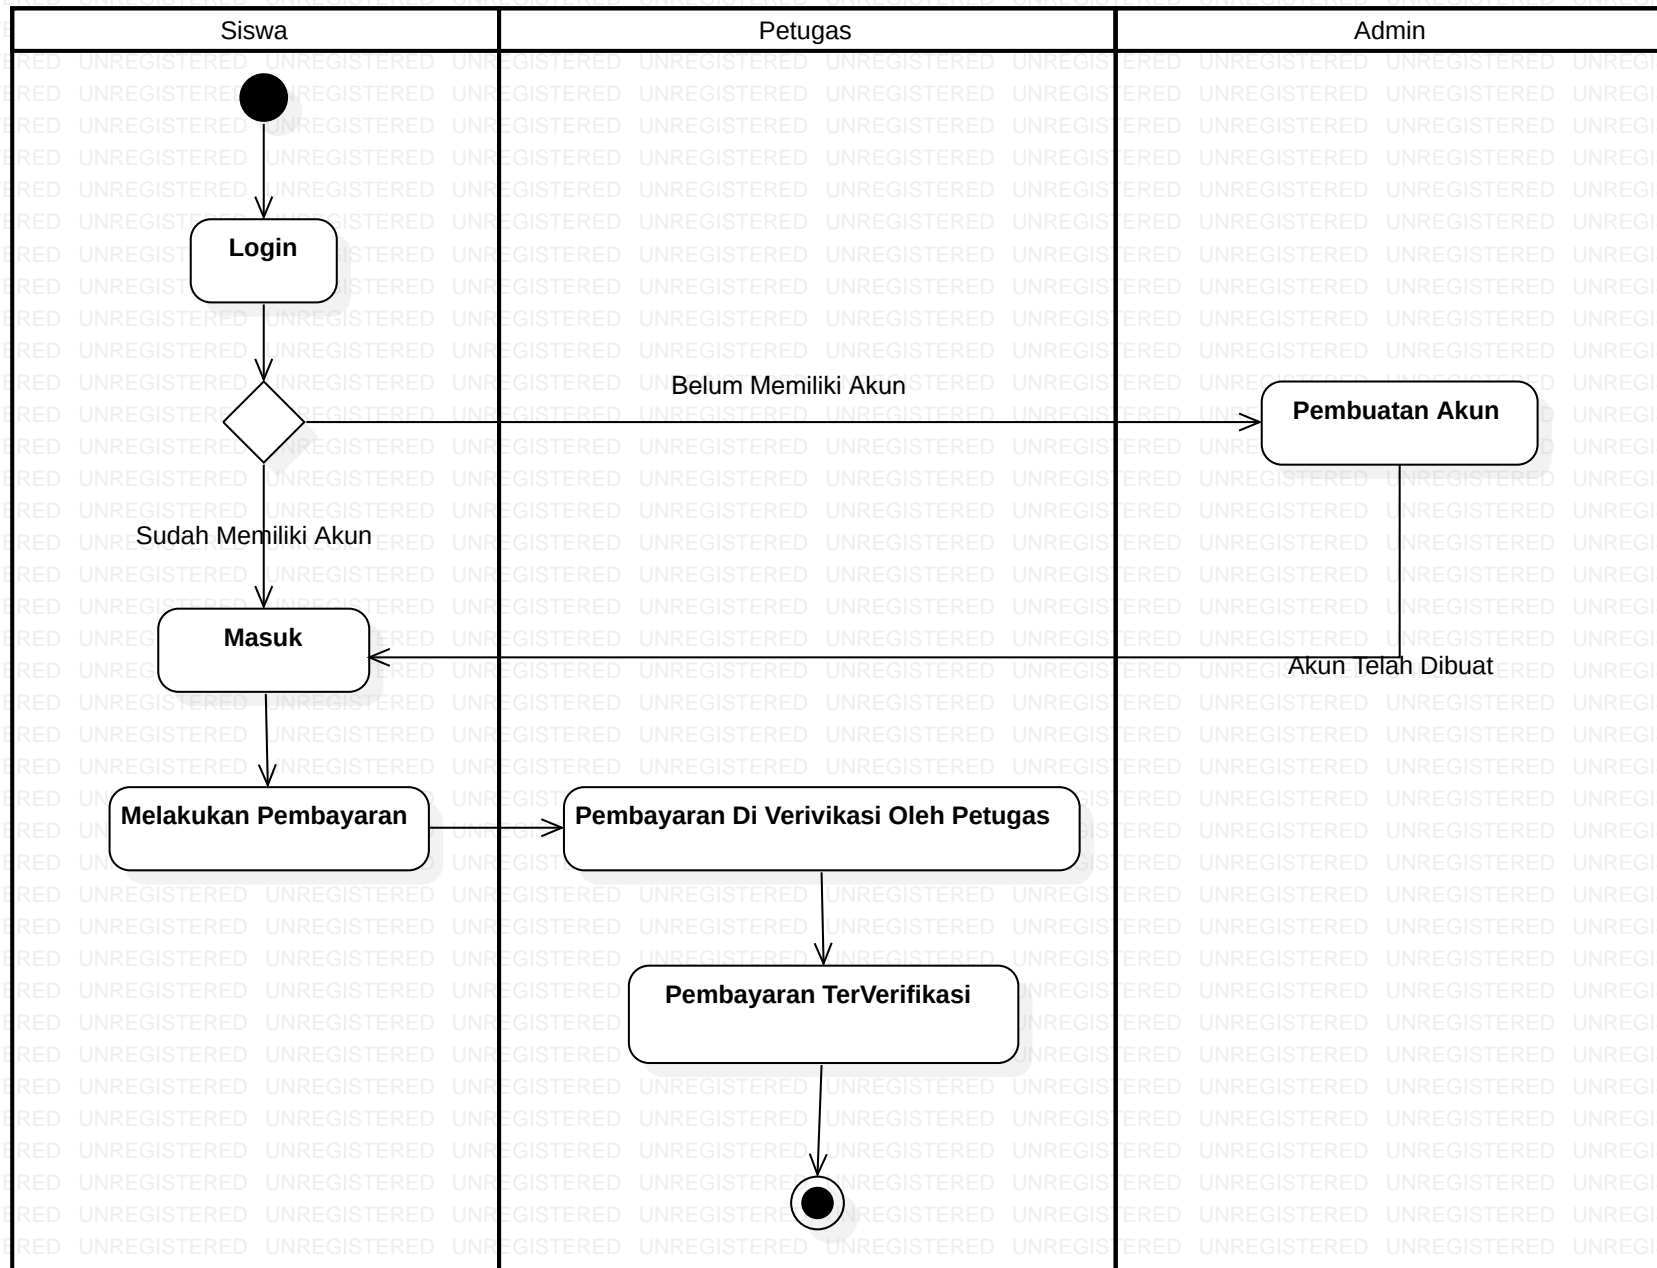 Siswa
Petugas
Admin
Login
Belum Memiliki Akun
Pembuatan Akun
Sudah Memiliki Akun
Masuk
Akun Telah Dibuat
Melakukan Pembayaran
Pembayaran Di Verivikasi Oleh Petugas
Pembayaran TerVerifikasi
UNREGISTERED